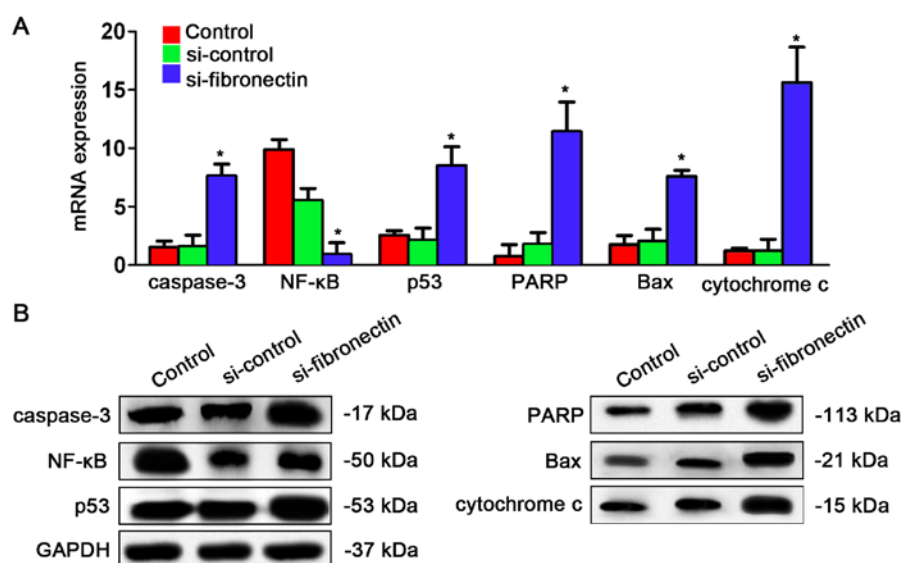 A
Control
si-control
si-fibronectin
mRNA expression
20
15
10
5
0
* * * * * *
caspase-3 NF-κB p53 PARP Bax cytochrome c
B
Control si-control si-fibronectin
caspase-3 -17 kDa
NF-κB -50 kDa
p53 -53 kDa
GAPDH -37 kDa
Control si-control si-fibronectin
PARP -113 kDa
Bax -21 kDa
cytochrome c -15 kDa